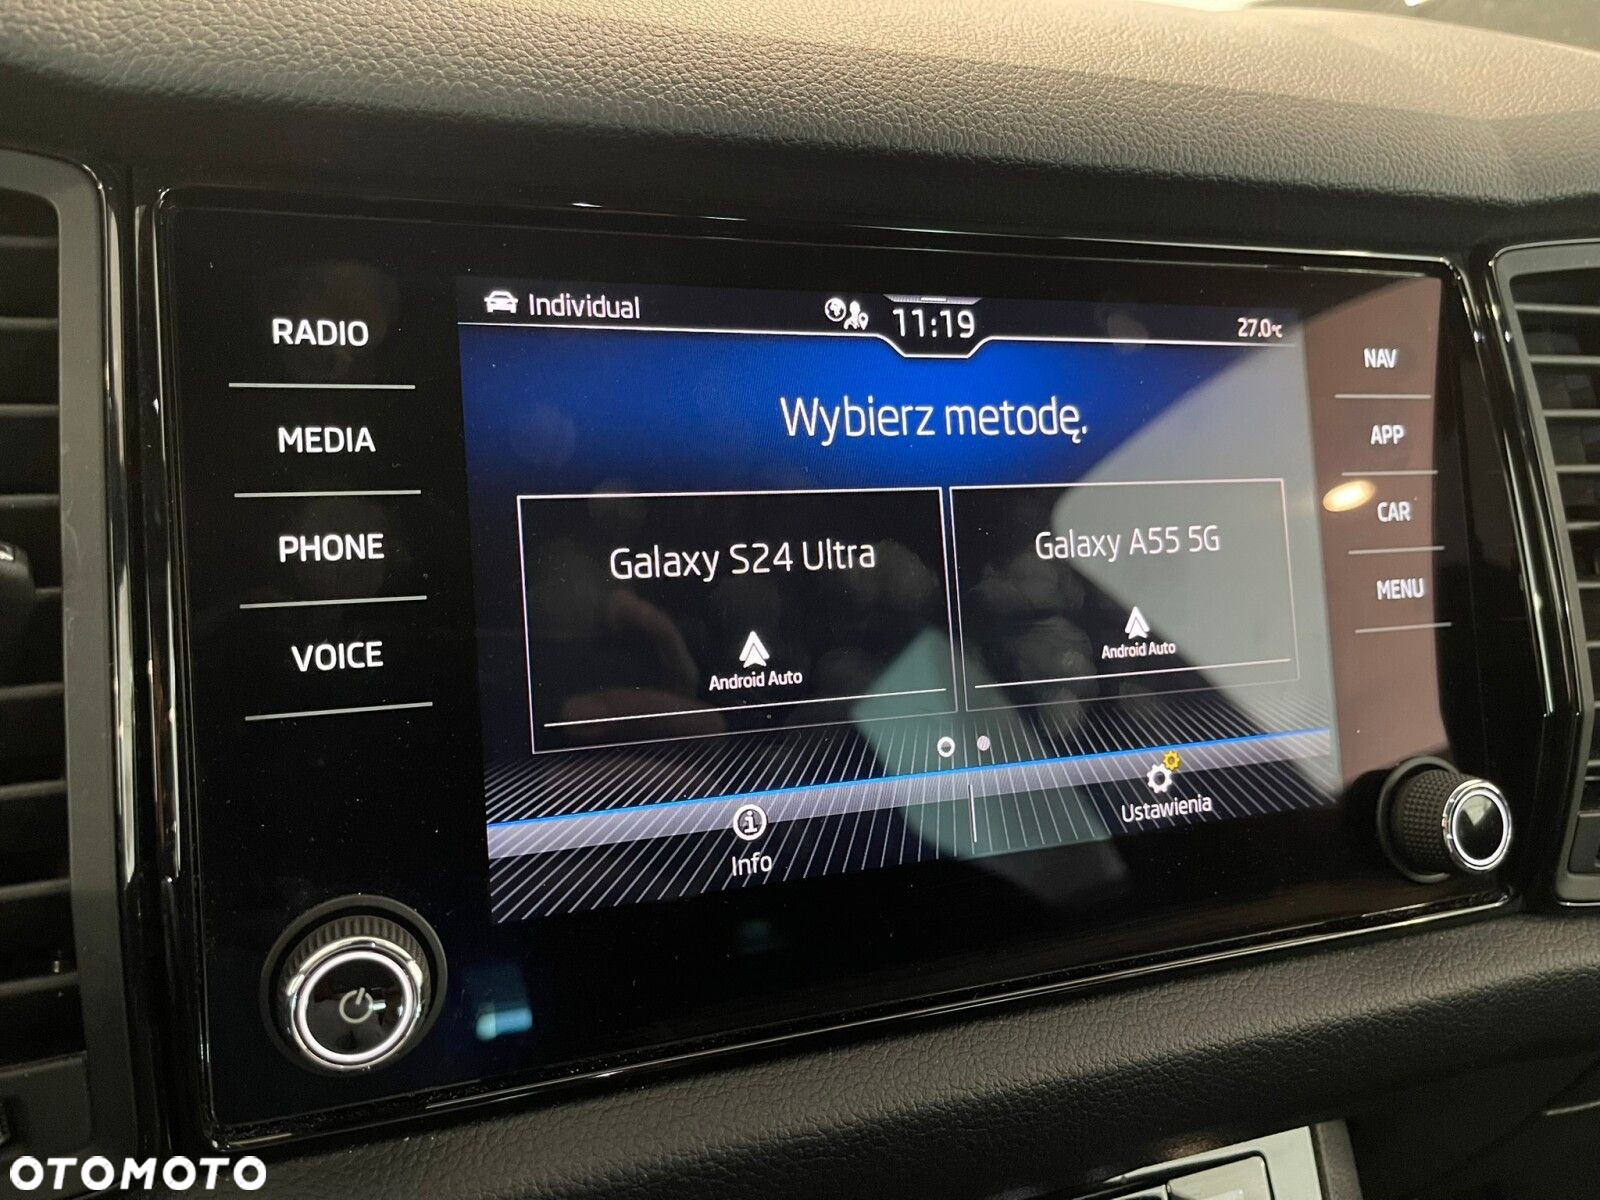 Individual
11:19
27.0°C
RADIO
MEDIA
PHONE
VOICE
Wybierz metodę.
Galaxy S24 Ultra
Android Auto
Galaxy A55 5G
Android Auto
Info
Ustawienia
NAV
APP
CAR
MENU
OTOMOTO